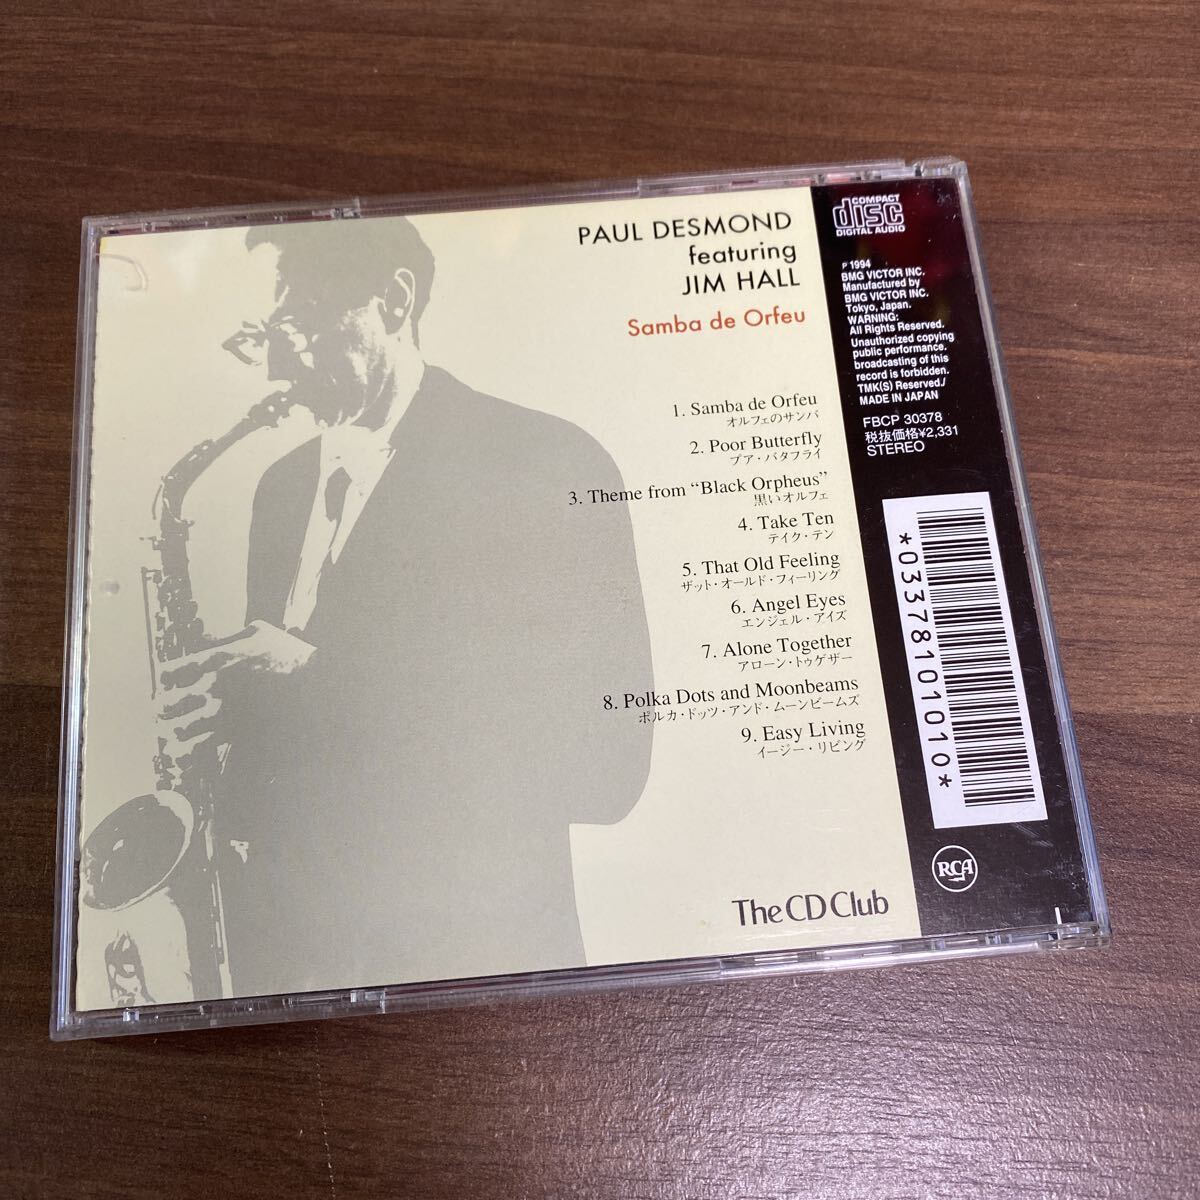 PAUL DESMOND
featuring
JIM HALL
Samba de Orfeu
1. Samba de Orfeu
オルフェのサンバ
2. Poor Butterfly
プア・バタフライ
3. Theme from “Black Orpheus”
黒いオルフェ
4. Take Ten
テイク・テン
5. That Old Feeling
ザット・オールド・フィーリング
6. Angel Eyes
エンジェル・アイズ
7. Alone Together
アローン・トゥゲザー
8. Polka Dots and Moonbeams
ポルカ・ドッツ・アンド・ムーンビームズ
9. Easy Living
イージー・リビング
The CD Club
COMPACT
disc
DIGITAL AUDIO
℗ 1994
BMG VICTOR INC.
Manufactured by
BMG VICTOR INC.
Tokyo, Japan.
WARNING:
All Rights Reserved.
Unauthorized copying
public performance.
broadcasting of this
record is forbidden.
TMK(S) Reserved./
MADE IN JAPAN
FBCP 30378
税抜価格¥2,331
STEREO
*03378101010*
RCA